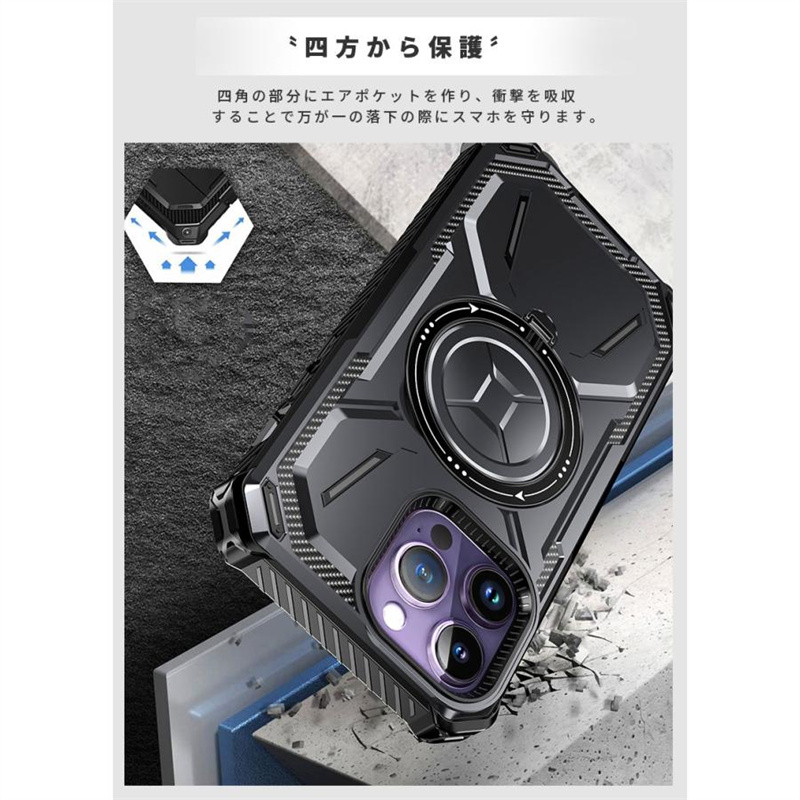 〝四方から保護〞
四角の部分にエアポケットを作り、衝撃を吸収
することで万が一の落下の際にスマホを守ります。